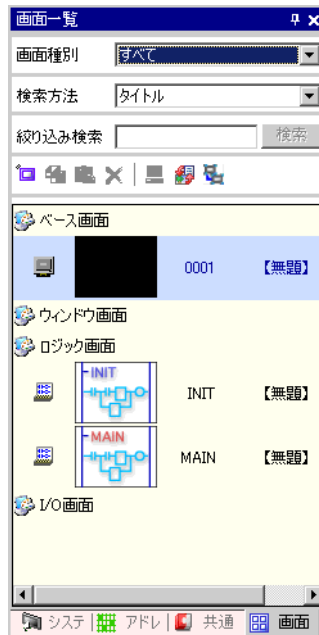 画面一覧
画面種別 すべて
検索方法 タイトル
絞り込み検索 検索
ベース画面
0001 【無題】
ウィンドウ画面
ロジック画面
INIT INIT 【無題】
MAIN MAIN 【無題】
I/O画面
システ アドレ 共通 画面